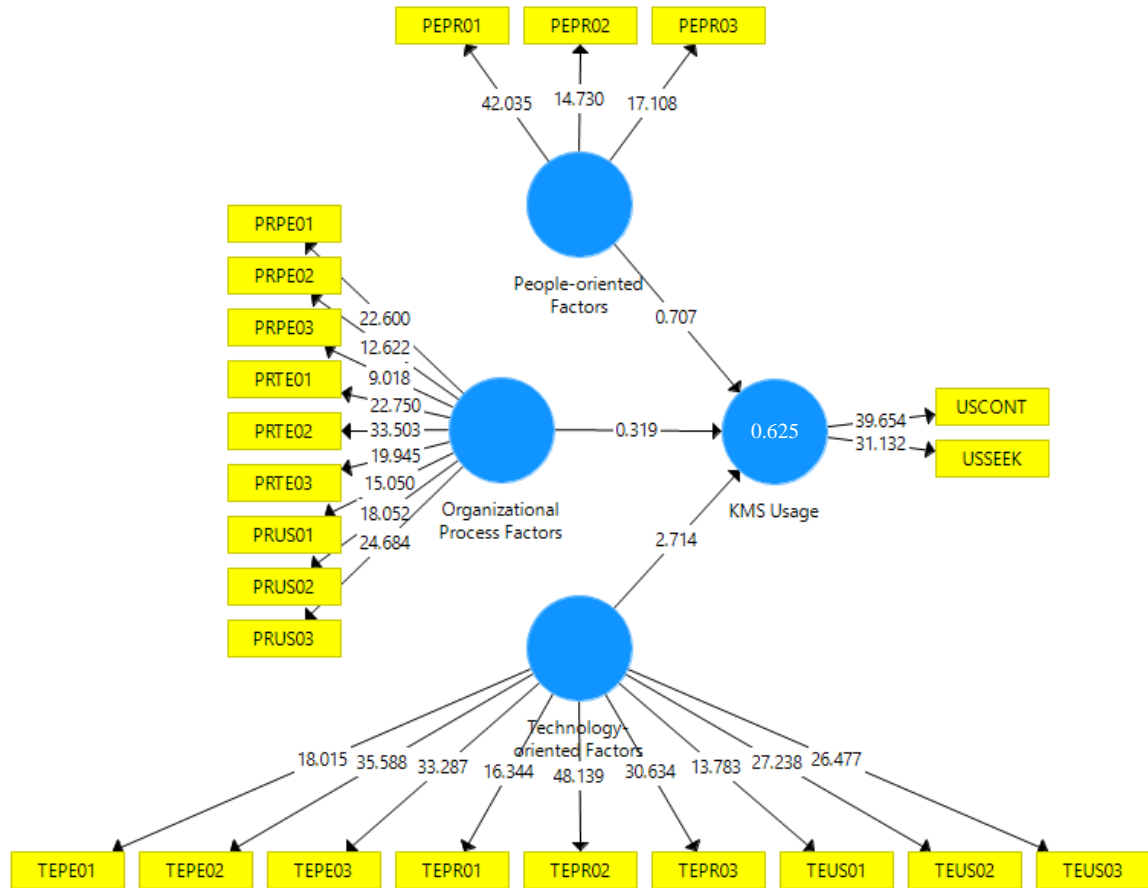 PEPR01
PEPR02
PEPR03
42.035
14.730
17.108
People-oriented
Factors
0.707
PRPE01
PRPE02
PRPE03
PRTE01
PRTE02
PRTE03
PRUS01
PRUS02
PRUS03
22.600
12.622
9.018
22.750
33.503
19.945
15.050
18.052
24.684
Organizational
Process Factors
0.319
0.625
KMS Usage
39.654
31.132
USCONT
USSEEK
2.714
Technology-
oriented Factors
18.015
35.588
33.287
16.344
48.139
30.634
13.783
27.238
26.477
TEPE01
TEPE02
TEPE03
TEPR01
TEPR02
TEPR03
TEUS01
TEUS02
TEUS03